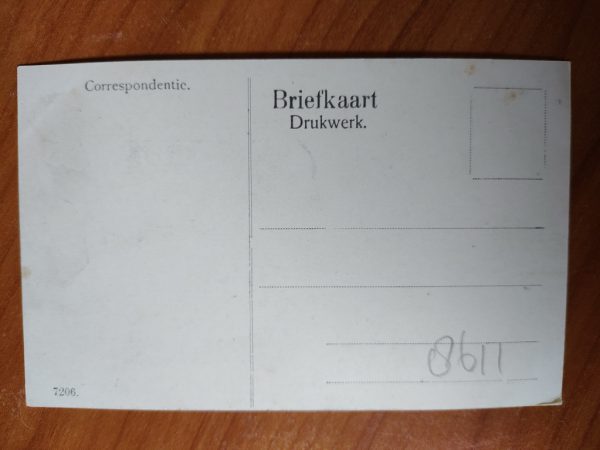 Correspondentie.
Briefkaart
Drukwerk.
8611
7206.